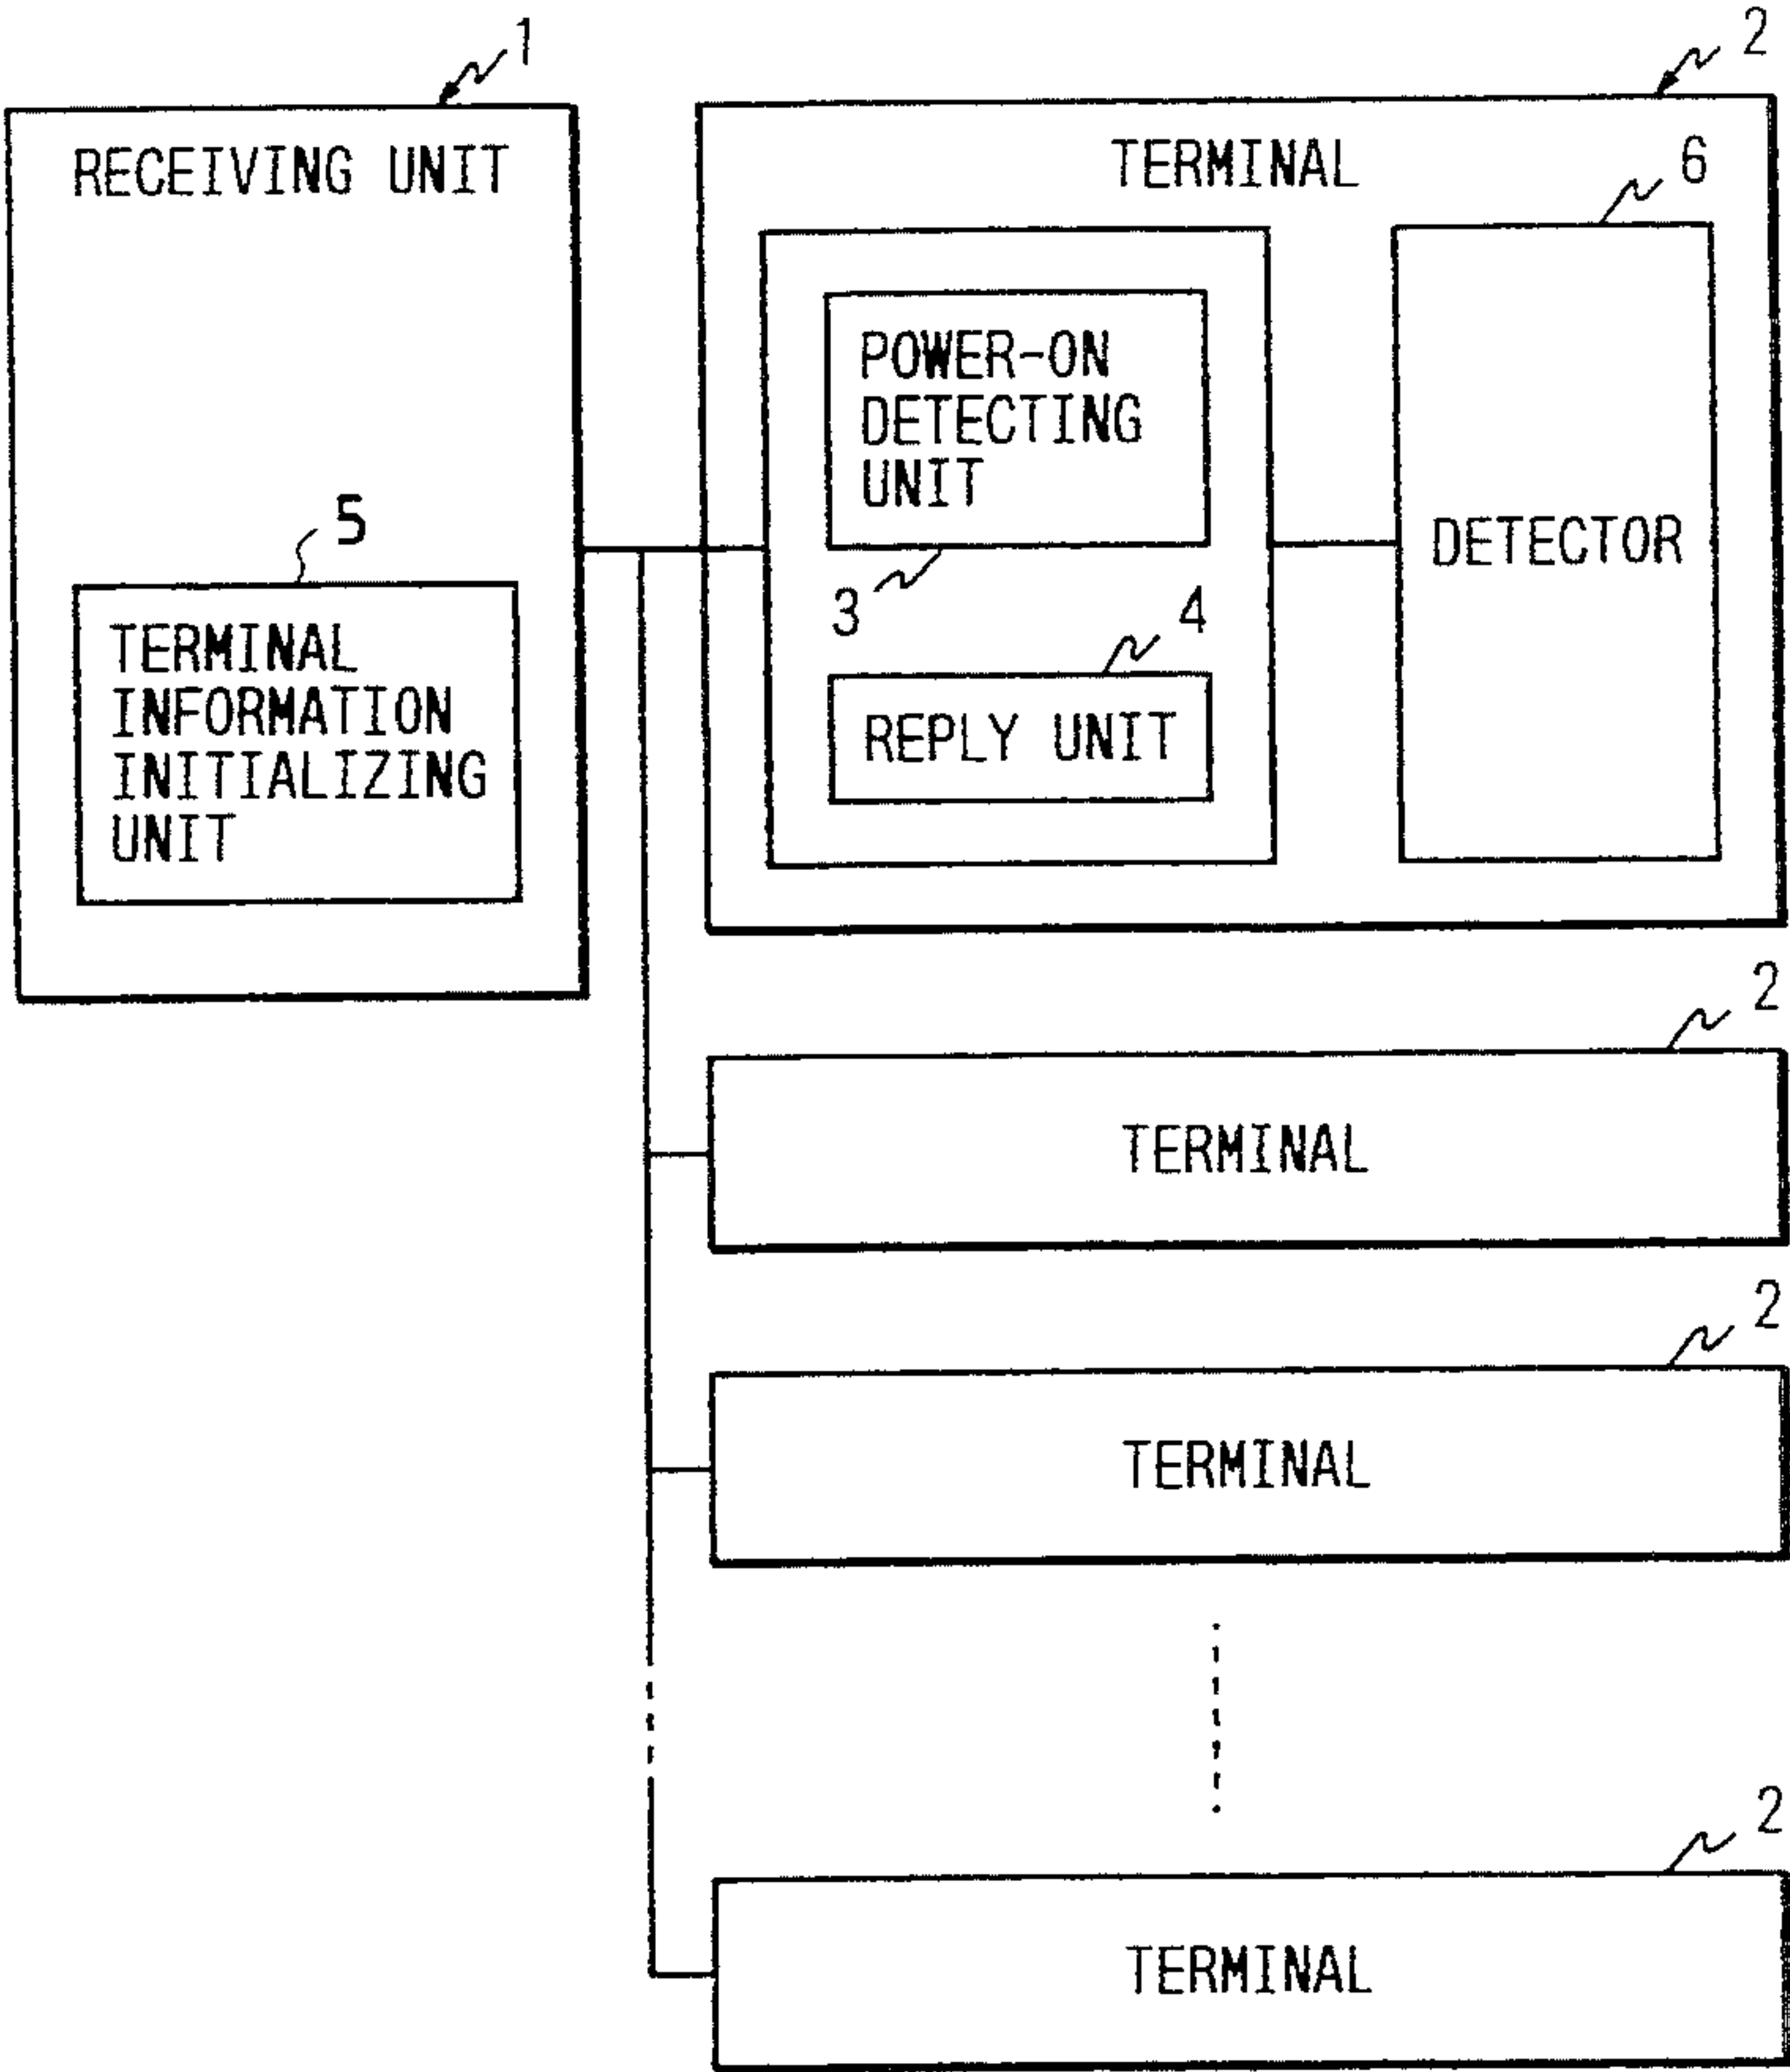 1
2
RECEIVING UNIT
TERMINAL
6
POWER-ON
DETECTING
UNIT
DETECTOR
5
3
4
TERMINAL
INFORMATION
INITIALIZING
UNIT
REPLY UNIT
2
TERMINAL
2
TERMINAL
2
TERMINAL